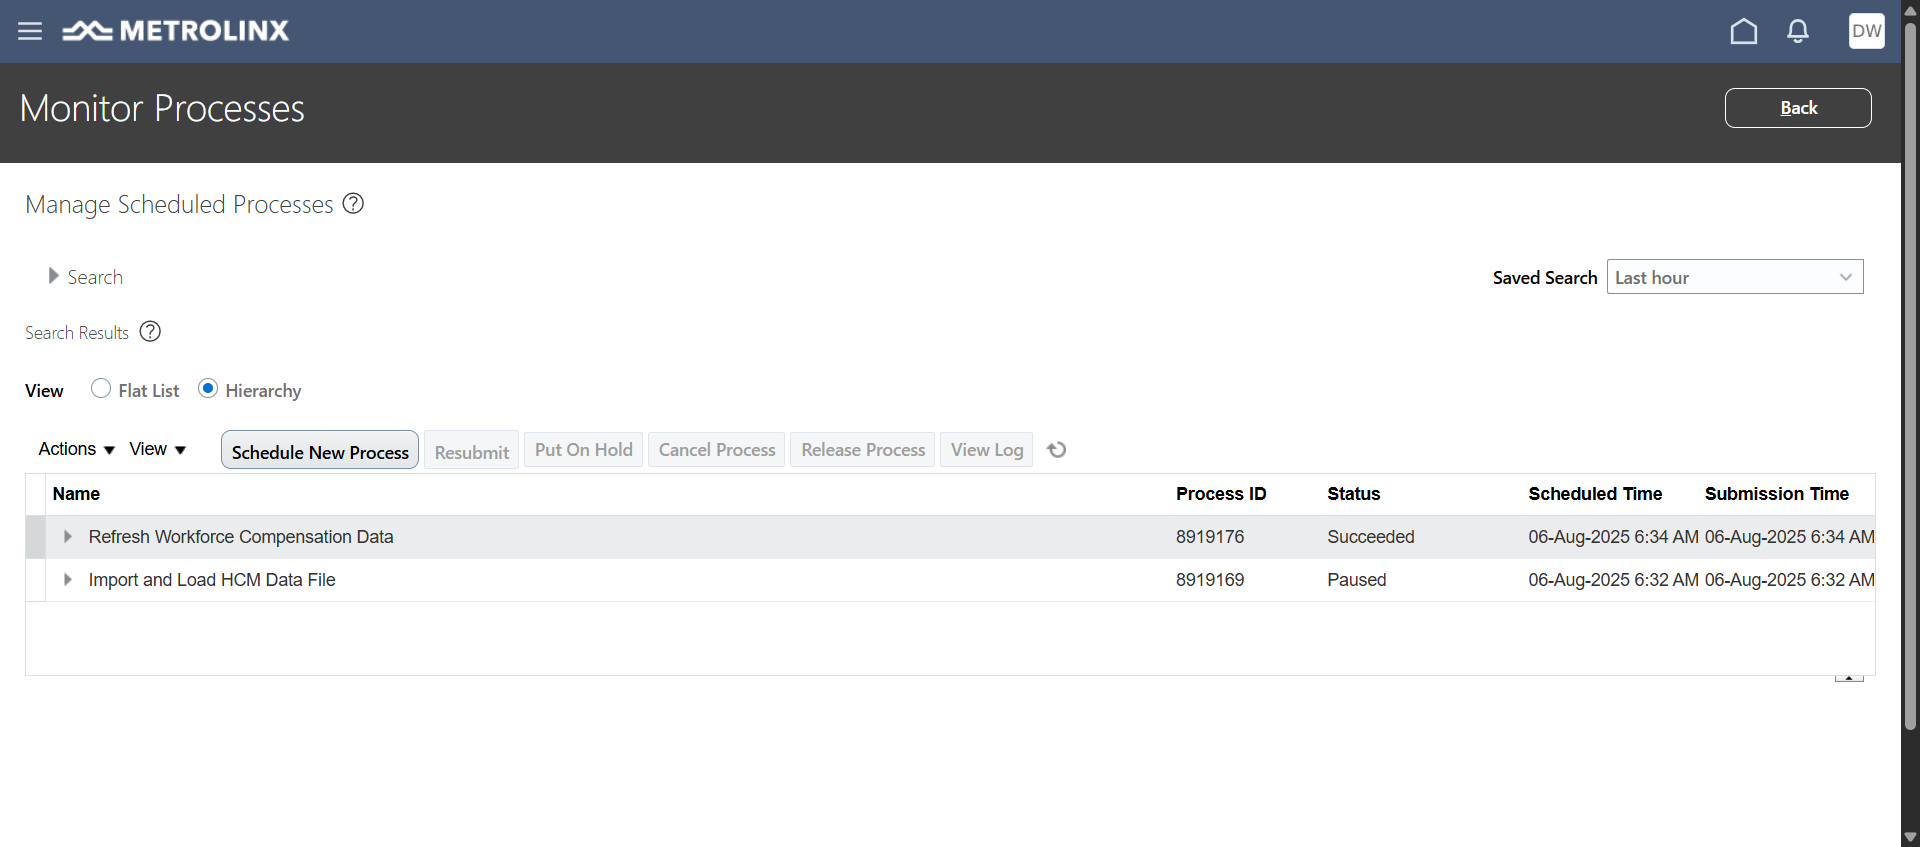 METROLINX
DW
Monitor Processes
Back
Manage Scheduled Processes ?
Search
Saved Search Last hour
Search Results ?
View Flat List Hierarchy
Actions View Schedule New Process Resubmit Put On Hold Cancel Process Release Process View Log
Name Process ID Status Scheduled Time Submission Time
Refresh Workforce Compensation Data 8919176 Succeeded 06-Aug-2025 6:34 AM 06-Aug-2025 6:34 AM
Import and Load HCM Data File 8919169 Paused 06-Aug-2025 6:32 AM 06-Aug-2025 6:32 AM